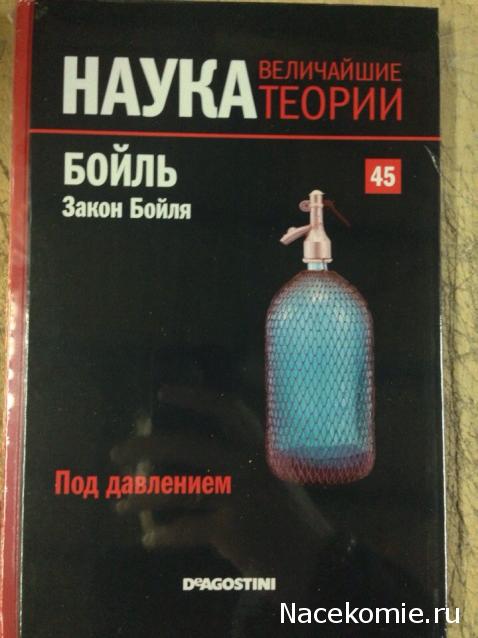 НАУКА ВЕЛИЧАЙШИЕ ТЕОРИИ
БОЙЛЬ
45
Закон Бойля
Под давлением
DEAGOSTINI
Nacekomie.ru